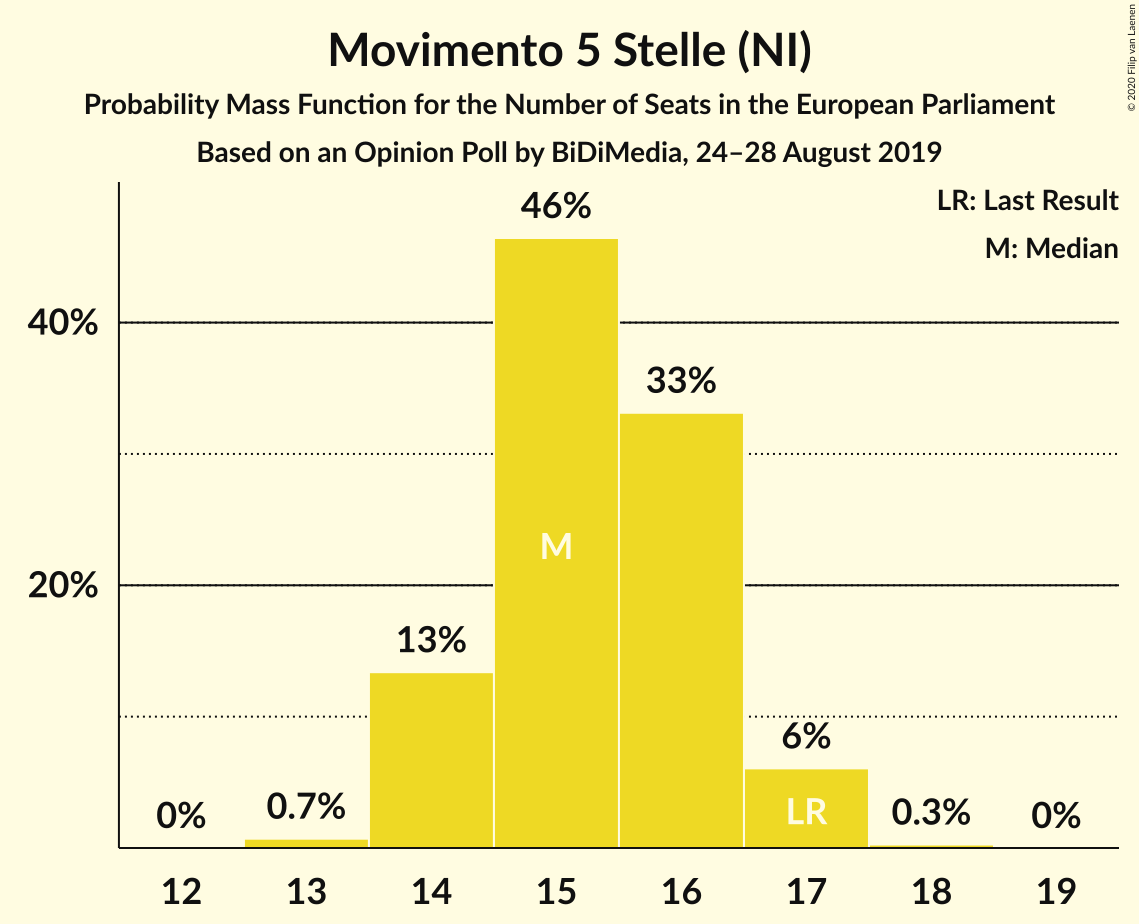 Movimento 5 Stelle (NI)
Probability Mass Function for the Number of Seats in the European Parliament
Based on an Opinion Poll by BiDiMedia, 24–28 August 2019
© 2020 Filip van Laenen
LR: Last Result
M: Median
40%
20%
0%
0.7%
13%
46%
33%
6%
0.3%
0%
M
LR
12
13
14
15
16
17
18
19